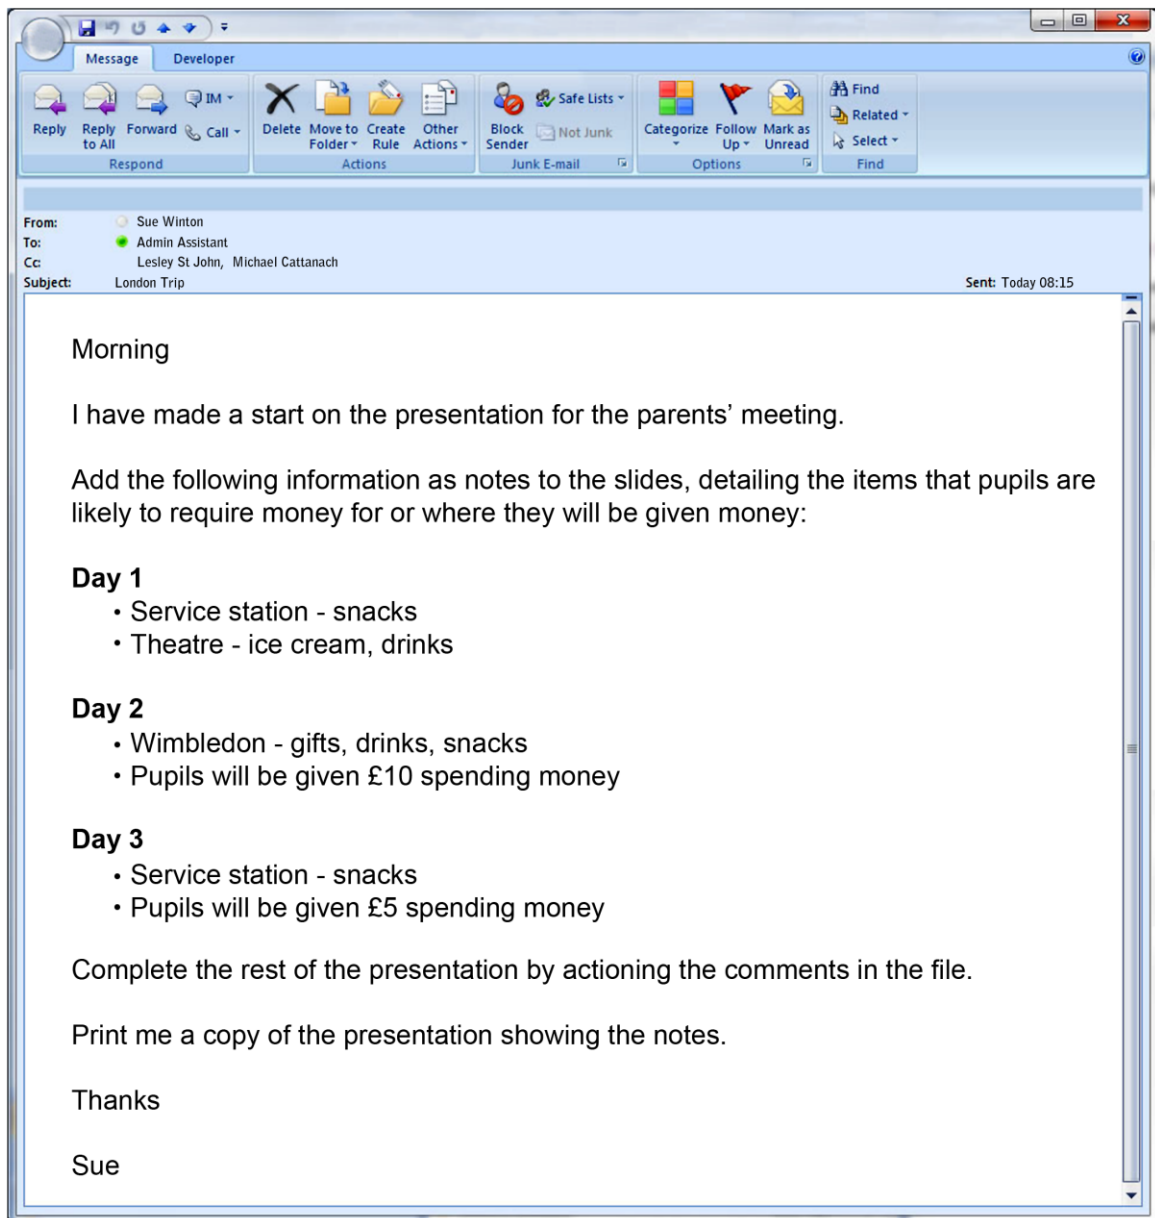 Message Developer
Reply Reply to All Forward IM Call
Delete Move to Folder Create Rule Other Actions
Block Sender Safe Lists Not Junk
Categorize Follow Up Mark as Unread
Find Related Select
Respond Actions Junk E-mail Options Find
From: Sue Winton
To: Admin Assistant
Cc: Lesley St John, Michael Cattanach
Subject: London Trip Sent: Today 08:15
Morning
I have made a start on the presentation for the parents’ meeting.
Add the following information as notes to the slides, detailing the items that pupils are
likely to require money for or where they will be given money:
Day 1
• Service station - snacks
• Theatre - ice cream, drinks
Day 2
• Wimbledon - gifts, drinks, snacks
• Pupils will be given £10 spending money
Day 3
• Service station - snacks
• Pupils will be given £5 spending money
Complete the rest of the presentation by actioning the comments in the file.
Print me a copy of the presentation showing the notes.
Thanks
Sue